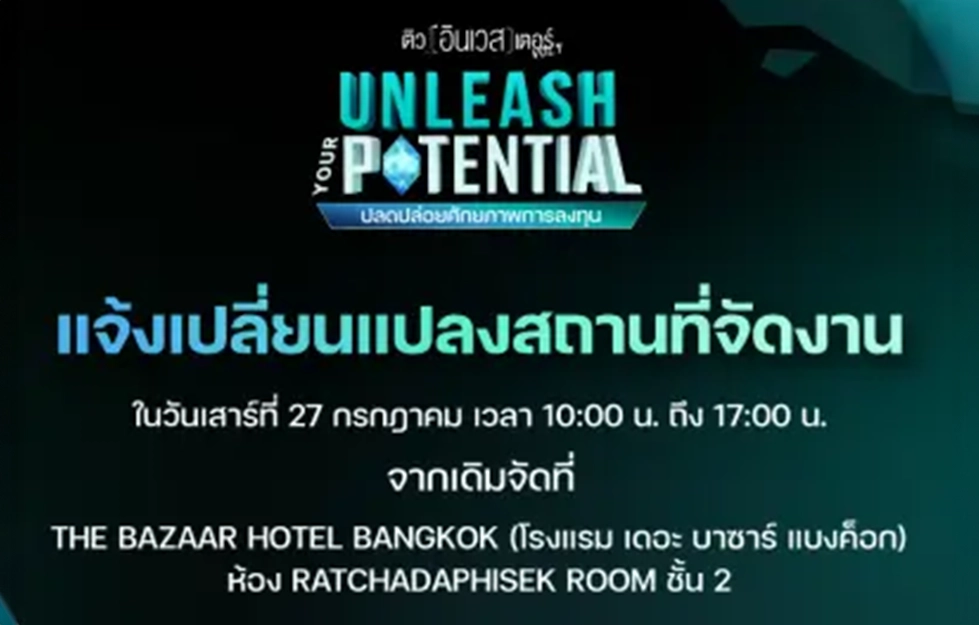 ติว[อินเวส]เตอร์
UNLEASH
YOUR POTENTIAL
ปลดปล่อยศักยภาพการลงทุน
แจ้งเปลี่ยนแปลงสถานที่จัดงาน
ในวันเสาร์ที่ 27 กรกฎาคม เวลา 10:00 น. ถึง 17:00 น.
จากเดิมจัดที่
THE BAZAAR HOTEL BANGKOK (โรงแรม เดอะ บาซาร์ แบงค็อก)
ห้อง RATCHADAPHISEK ROOM ชั้น 2